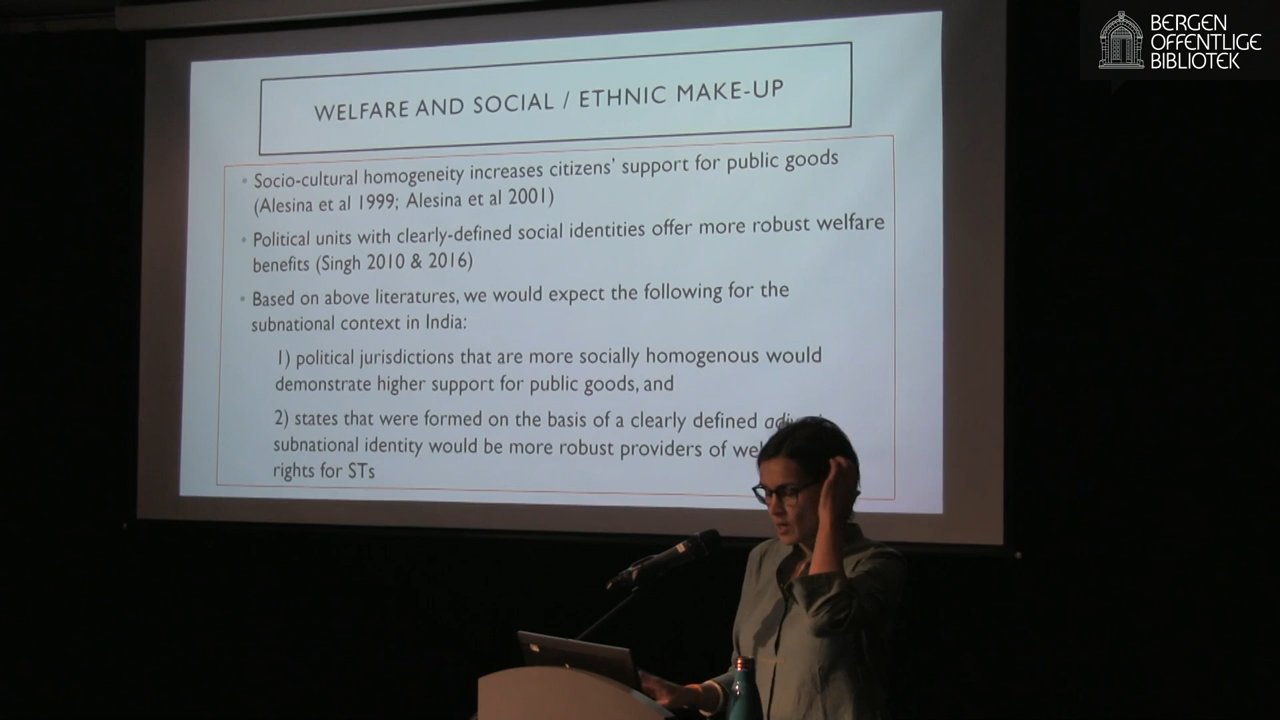 BERGEN
OFFENTLIGE
BIBLIOTEK
WELFARE AND SOCIAL / ETHNIC MAKE-UP
• Socio-cultural homogeneity increases citizens' support for public goods
(Alesina et al 1999; Alesina et al 2001)
• Political units with clearly-defined social identities offer more robust welfare
benefits (Singh 2010 & 2016)
• Based on above literatures, we would expect the following for the
subnational context in India:
1) political jurisdictions that are more socially homogenous would
demonstrate higher support for public goods, and
2) states that were formed on the basis of a clearly defined
subnational identity would be more robust providers of
rights for STs